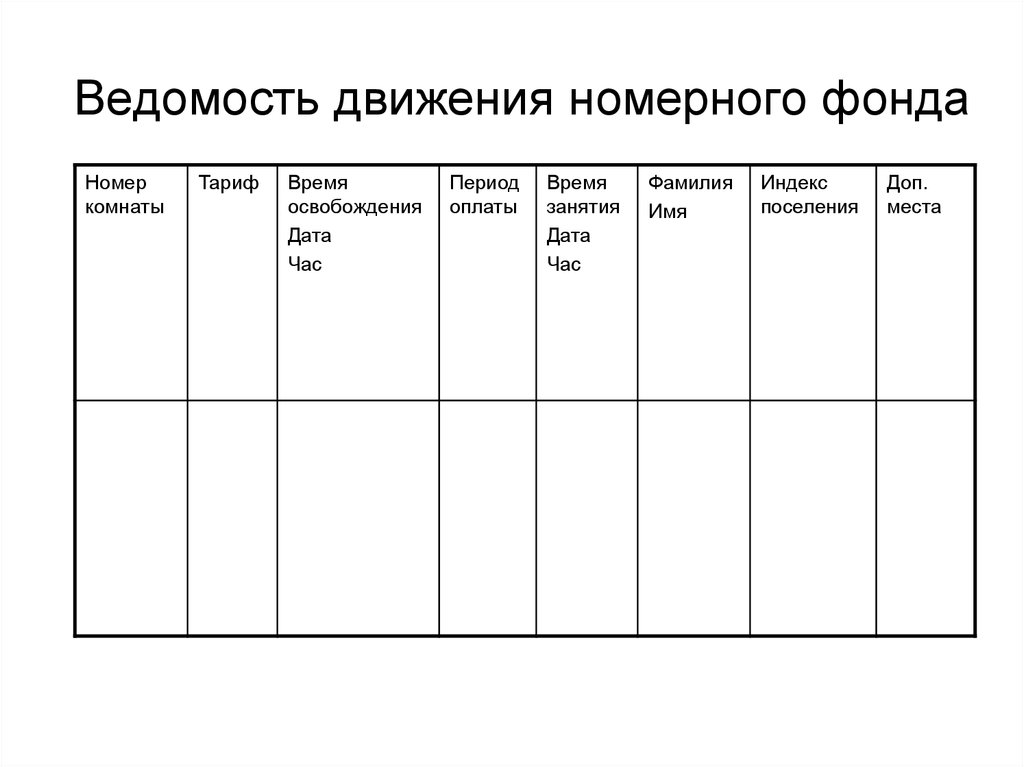 Ведомость движения номерного фонда
Номер
комнаты
Тариф
Время
освобождения
Дата
Час
Период
оплаты
Время
занятия
Дата
Час
Фамилия
Имя
Индекс
поселения
Доп.
места